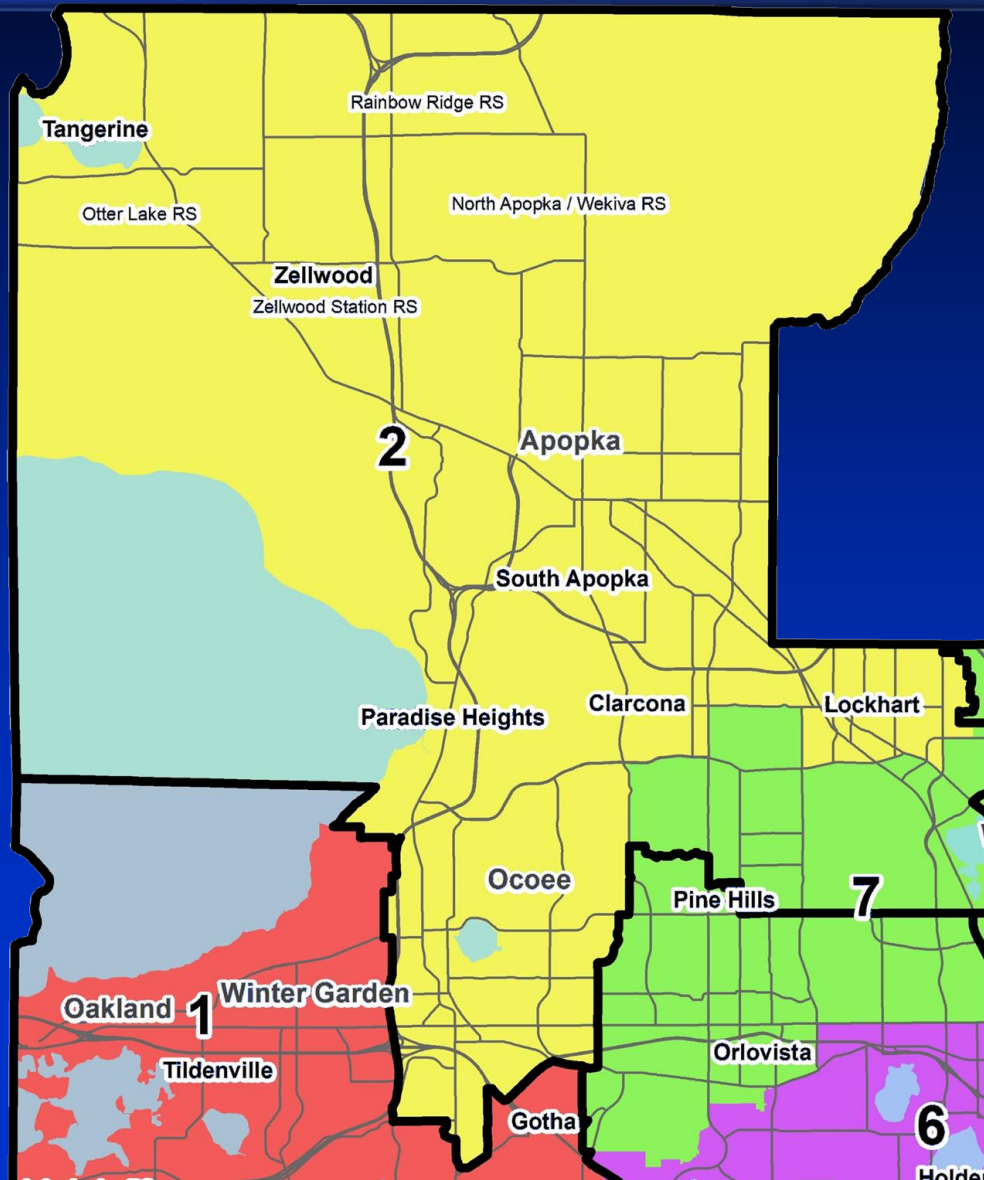 Rainbow Ridge RS
Tangerine
North Apopka / Wekiva RS
Otter Lake RS
Zellwood
Zellwood Station RS
2
Apopka
South Apopka
Clarcona
Lockhart
Paradise Heights
Ocoee
Pine Hills
7
Oakland
1
Winter Garden
Orlovista
Tildenville
Gotha
6